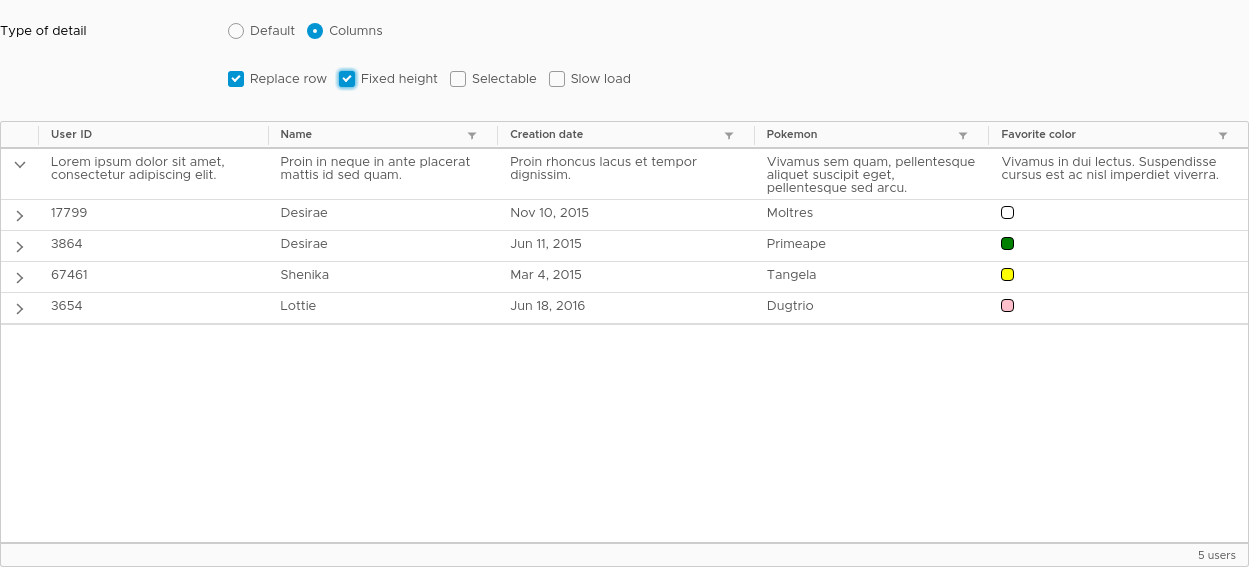 Type of detail Default Columns
Replace row Fixed height Selectable Slow load
User ID Name Creation date Pokemon Favorite color
Lorem ipsum dolor sit amet, Proin in neque in ante placerat Proin rhoncus lacus et tempor Vivamus sem quam, pellentesque Vivamus in dui lectus. Suspendisse
consectetur adipiscing elit. mattis id sed quam. dignissim. aliquet suscipit eget, cursus est ac nisl imperdiet viverra.
pellentesque sed arcu.
17799 Desirae Nov 10, 2015 Moltres
3864 Desirae Jun 11, 2015 Primeape
67461 Shenika Mar 4, 2015 Tangela
3654 Lottie Jun 18, 2016 Dugtrio
5 users